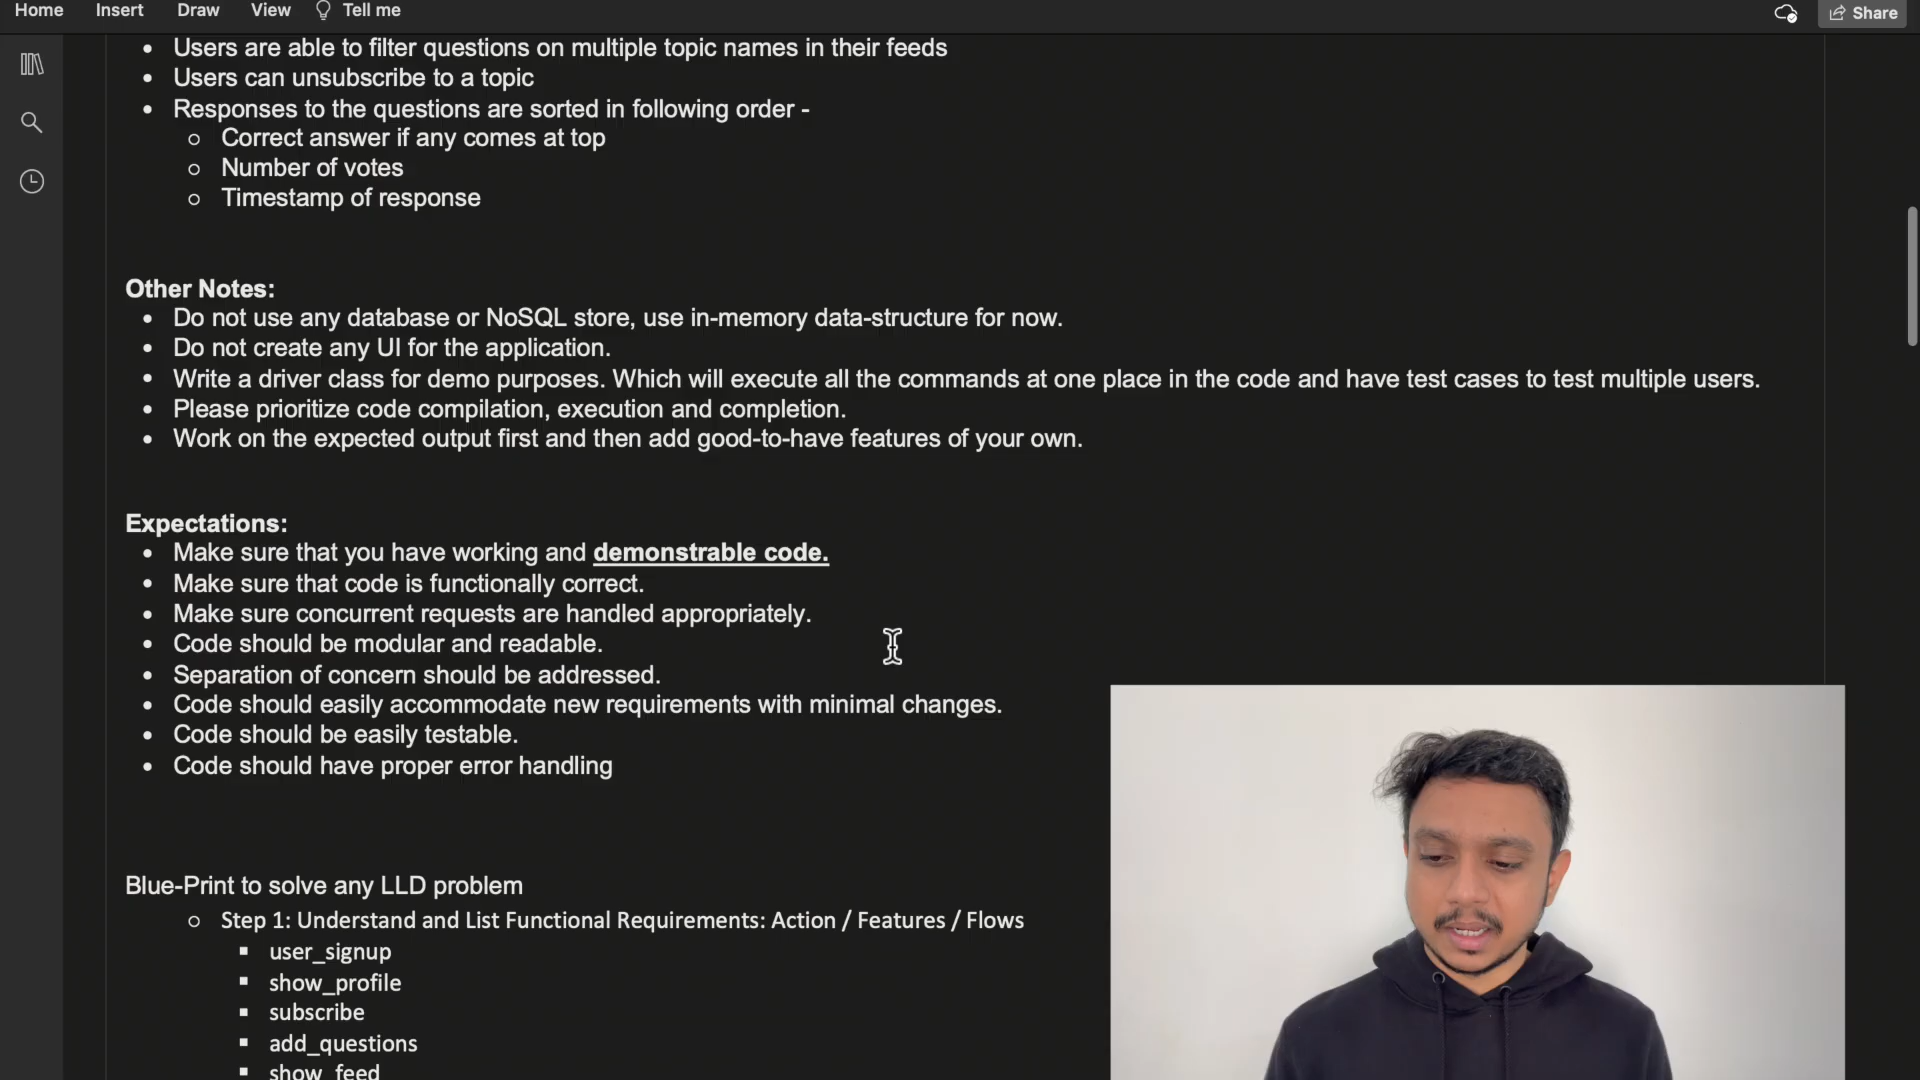 Home Insert Draw View Tell me Share
Users are able to filter questions on multiple topic names in their feeds
Users can unsubscribe to a topic
Responses to the questions are sorted in following order -
Correct answer if any comes at top
Number of votes
Timestamp of response
Other Notes:
Do not use any database or NoSQL store, use in-memory data-structure for now.
Do not create any UI for the application.
Write a driver class for demo purposes. Which will execute all the commands at one place in the code and have test cases to test multiple users.
Please prioritize code compilation, execution and completion.
Work on the expected output first and then add good-to-have features of your own.
Expectations:
Make sure that you have working and demonstrable code.
Make sure that code is functionally correct.
Make sure concurrent requests are handled appropriately.
Code should be modular and readable.
Separation of concern should be addressed.
Code should easily accommodate new requirements with minimal changes.
Code should be easily testable.
Code should have proper error handling
Blue-Print to solve any LLD problem
Step 1: Understand and List Functional Requirements: Action / Features / Flows
user_signup
show_profile
subscribe
add_questions
show_feed